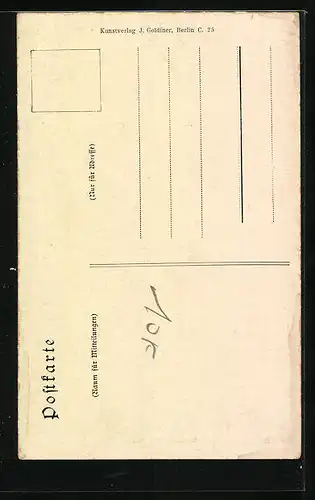 Kunstverlag J. Goldiner, Berlin C. 25
Postkarte
(Raum für Mitteilungen)
(Nur für Adresse)